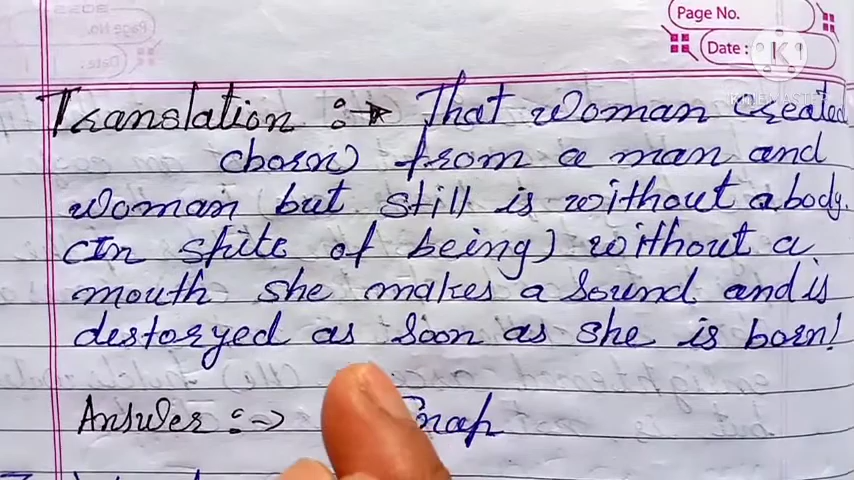 Page No.
Date :
KINEMASTER
Translation :→ That woman created
(born) from a man and
woman but still is without a body.
(In spite of being) without a
mouth she makes a sound and is
destoryed as soon as she is born!
Answer :→